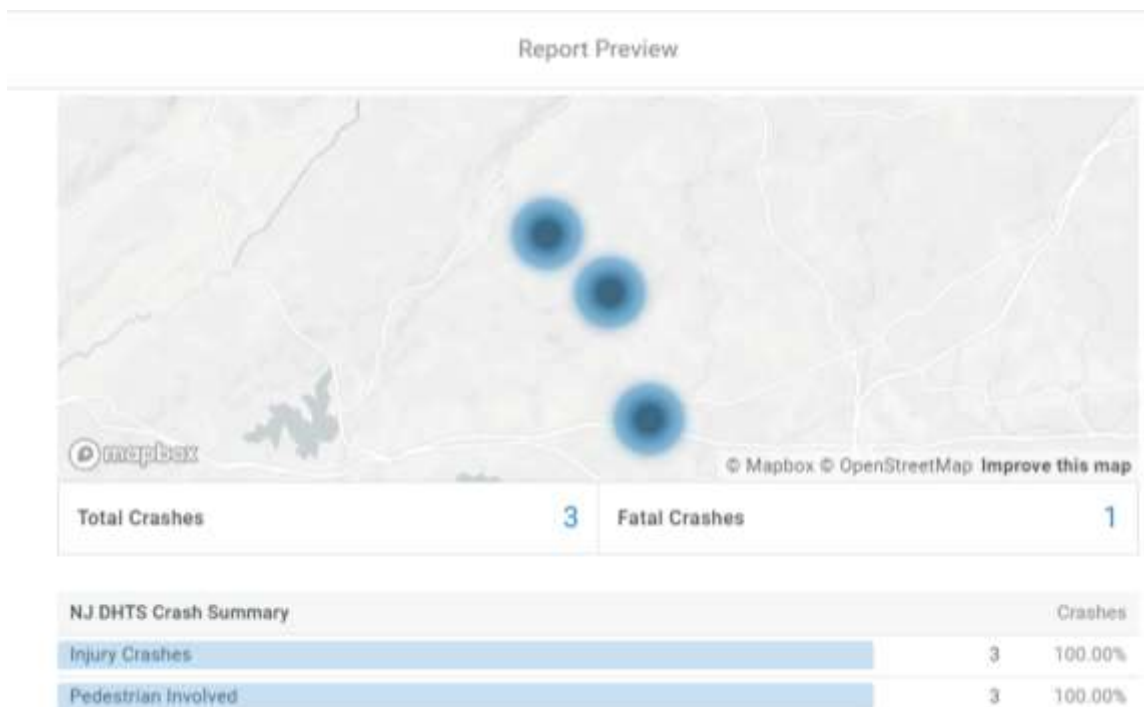 Report Preview
mapbox
© Mapbox © OpenStreetMap Improve this map
Total Crashes 3 Fatal Crashes 1
NJ DHTS Crash Summary Crashes
Injury Crashes 3 100.00%
Pedestrian Involved 3 100.00%